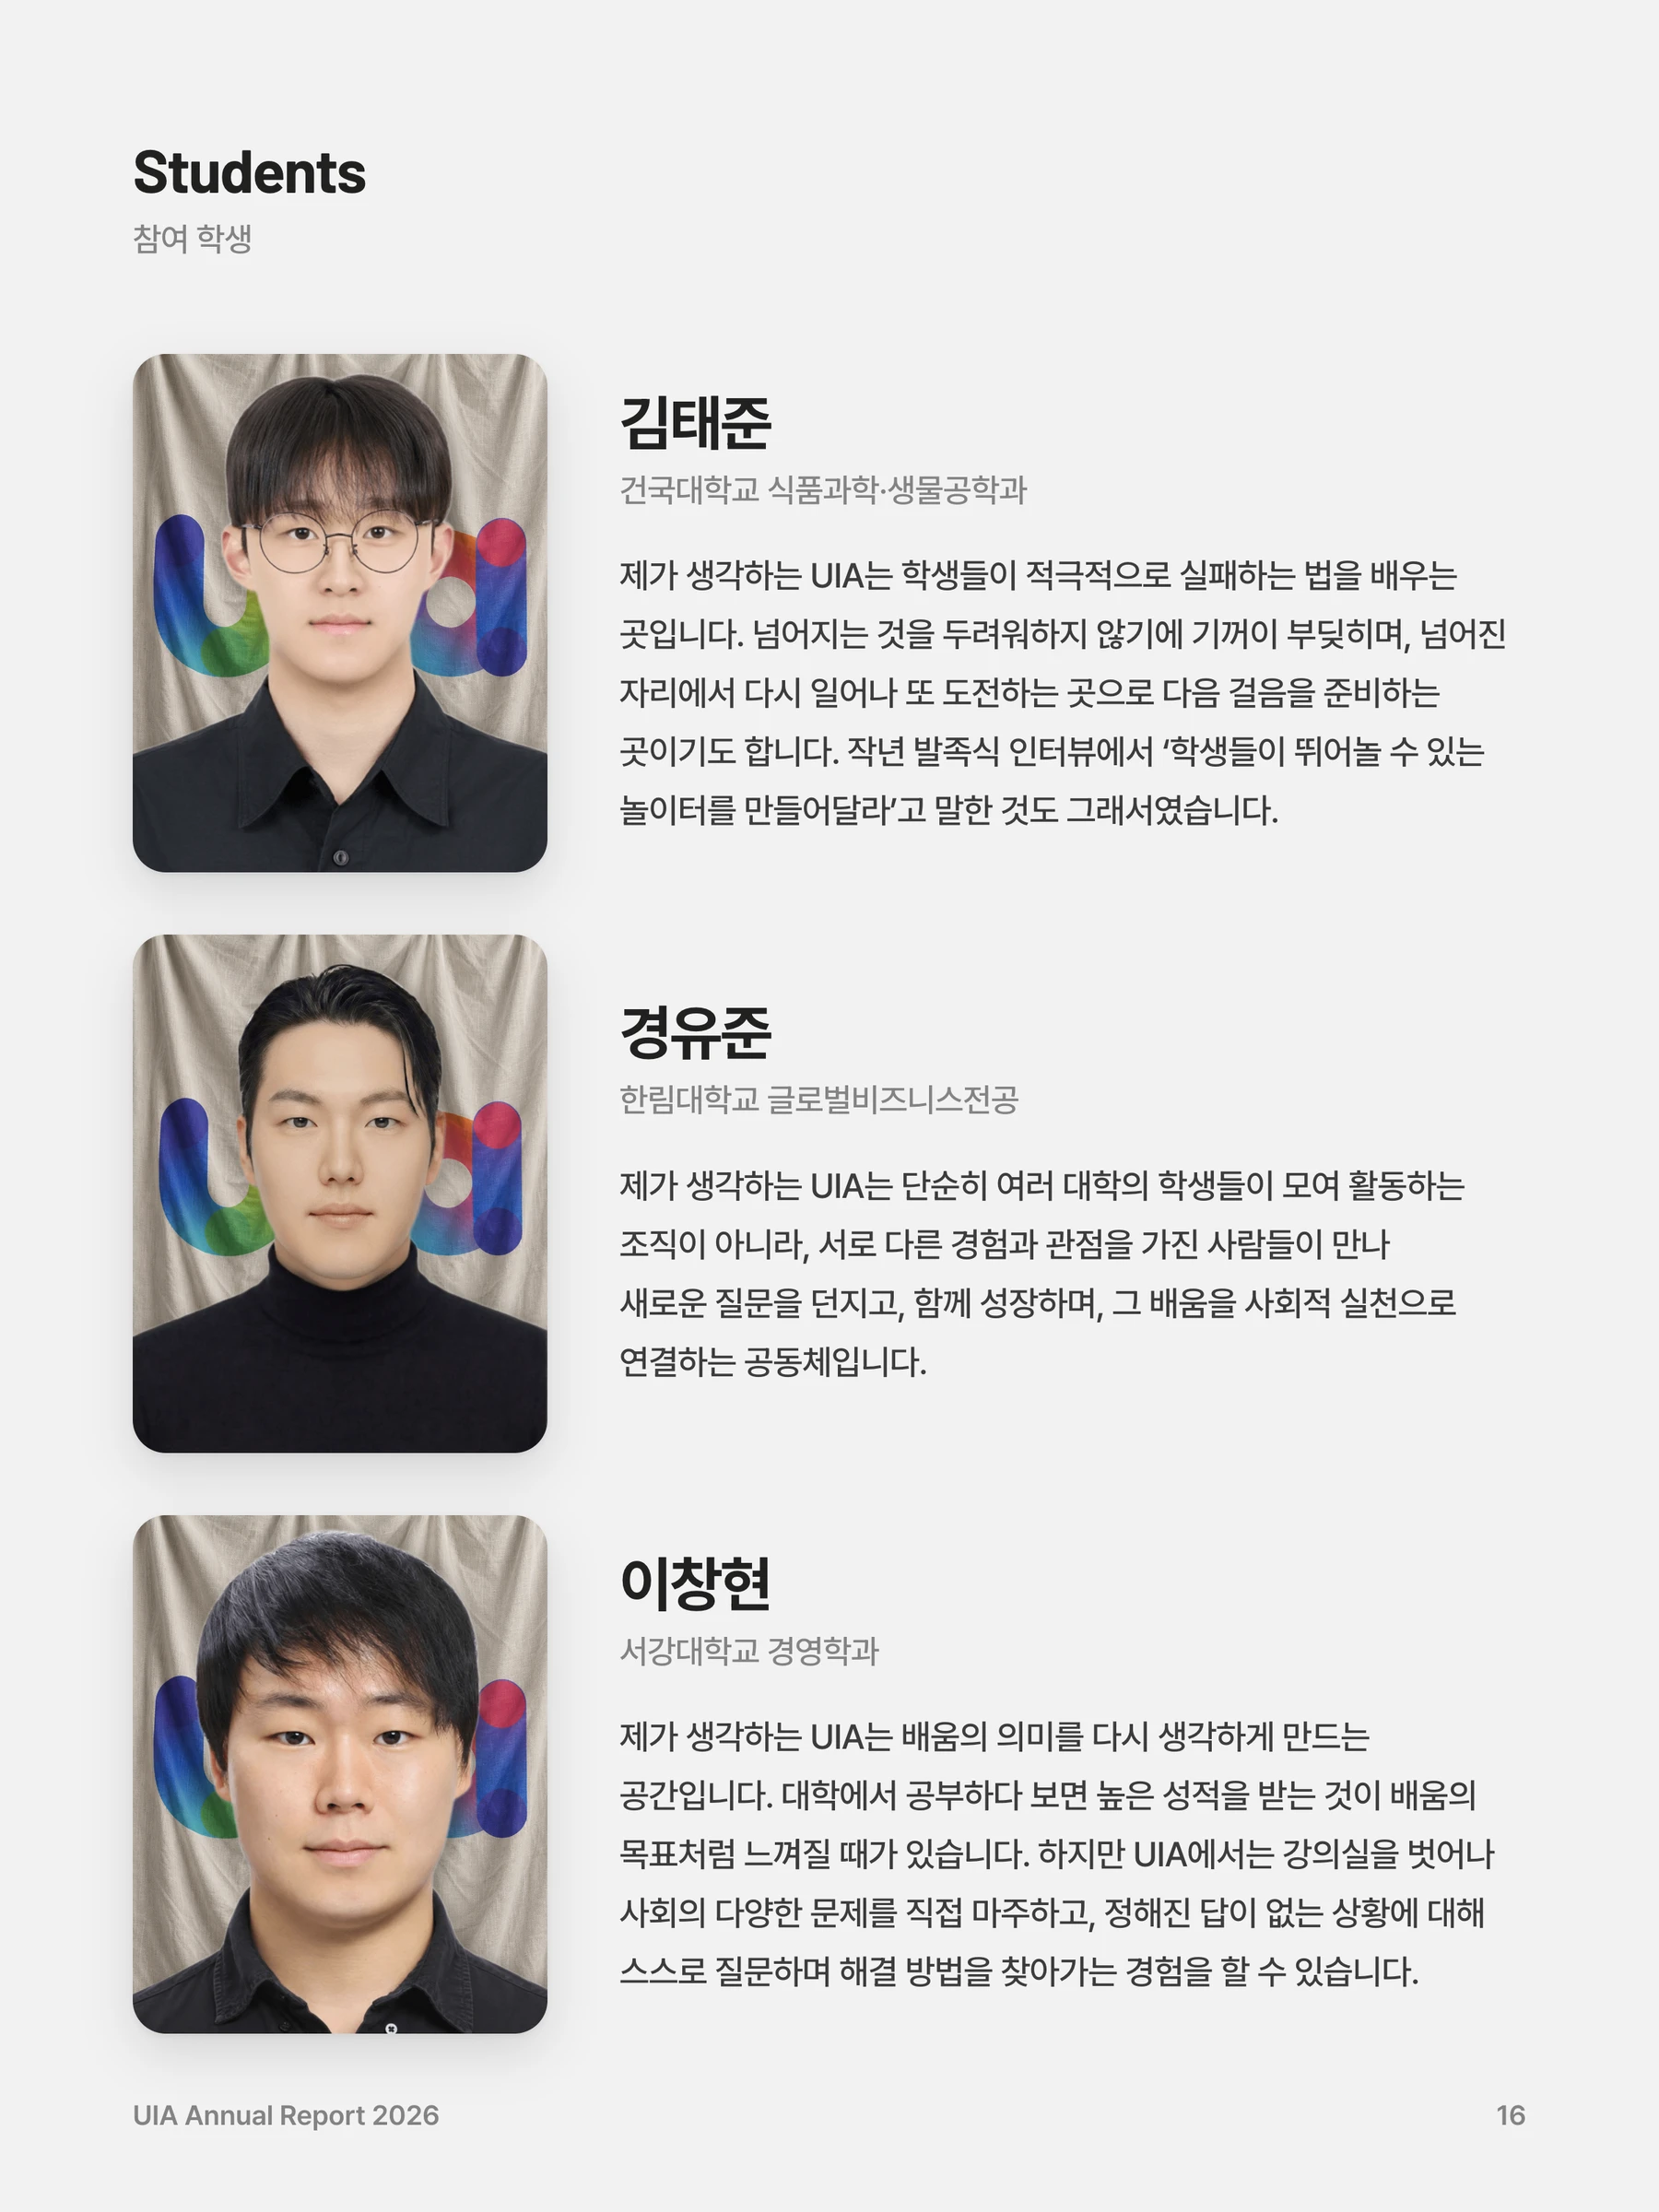 Students
참여 학생
김태준
건국대학교 식품과학·생물공학과
제가 생각하는 UIA는 학생들이 적극적으로 실패하는 법을 배우는
곳입니다. 넘어지는 것을 두려워하지 않기에 기꺼이 부딪히며, 넘어진
자리에서 다시 일어나 또 도전하는 곳으로 다음 걸음을 준비하는
곳이기도 합니다. 작년 발족식 인터뷰에서 ‘학생들이 뛰어놀 수 있는
놀이터를 만들어달라’고 말한 것도 그래서였습니다.
경유준
한림대학교 글로벌비즈니스전공
제가 생각하는 UIA는 단순히 여러 대학의 학생들이 모여 활동하는
조직이 아니라, 서로 다른 경험과 관점을 가진 사람들이 만나
새로운 질문을 던지고, 함께 성장하며, 그 배움을 사회적 실천으로
연결하는 공동체입니다.
이창현
서강대학교 경영학과
제가 생각하는 UIA는 배움의 의미를 다시 생각하게 만드는
공간입니다. 대학에서 공부하다 보면 높은 성적을 받는 것이 배움의
목표처럼 느껴질 때가 있습니다. 하지만 UIA에서는 강의실을 벗어나
사회의 다양한 문제를 직접 마주하고, 정해진 답이 없는 상황에 대해
스스로 질문하며 해결 방법을 찾아가는 경험을 할 수 있습니다.
UIA Annual Report 2026
16